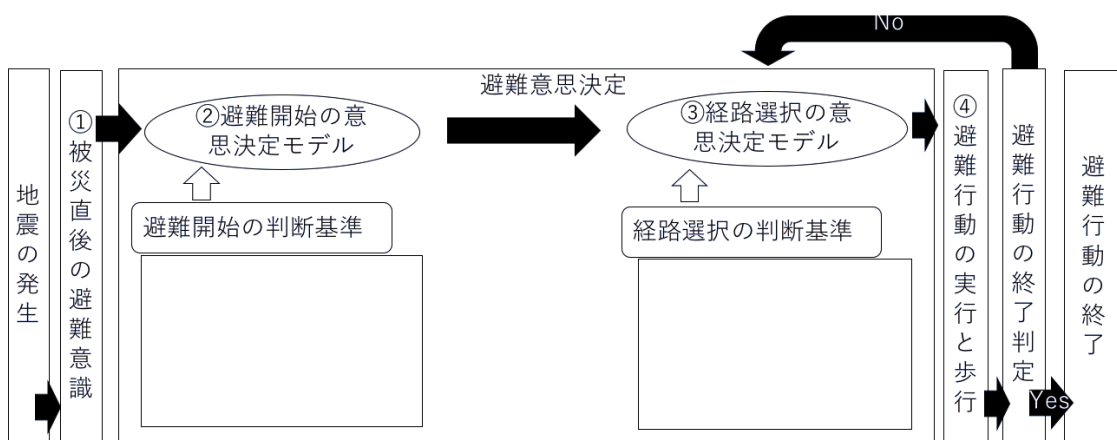 地震の発生
①被災直後の避難意識
避難意思決定
②避難開始の意
思決定モデル
避難開始の判断基準
③経路選択の意
思決定モデル
経路選択の判断基準
④避難行動の実行と歩行
No
避難行動の終了判定
Yes
避難行動の終了